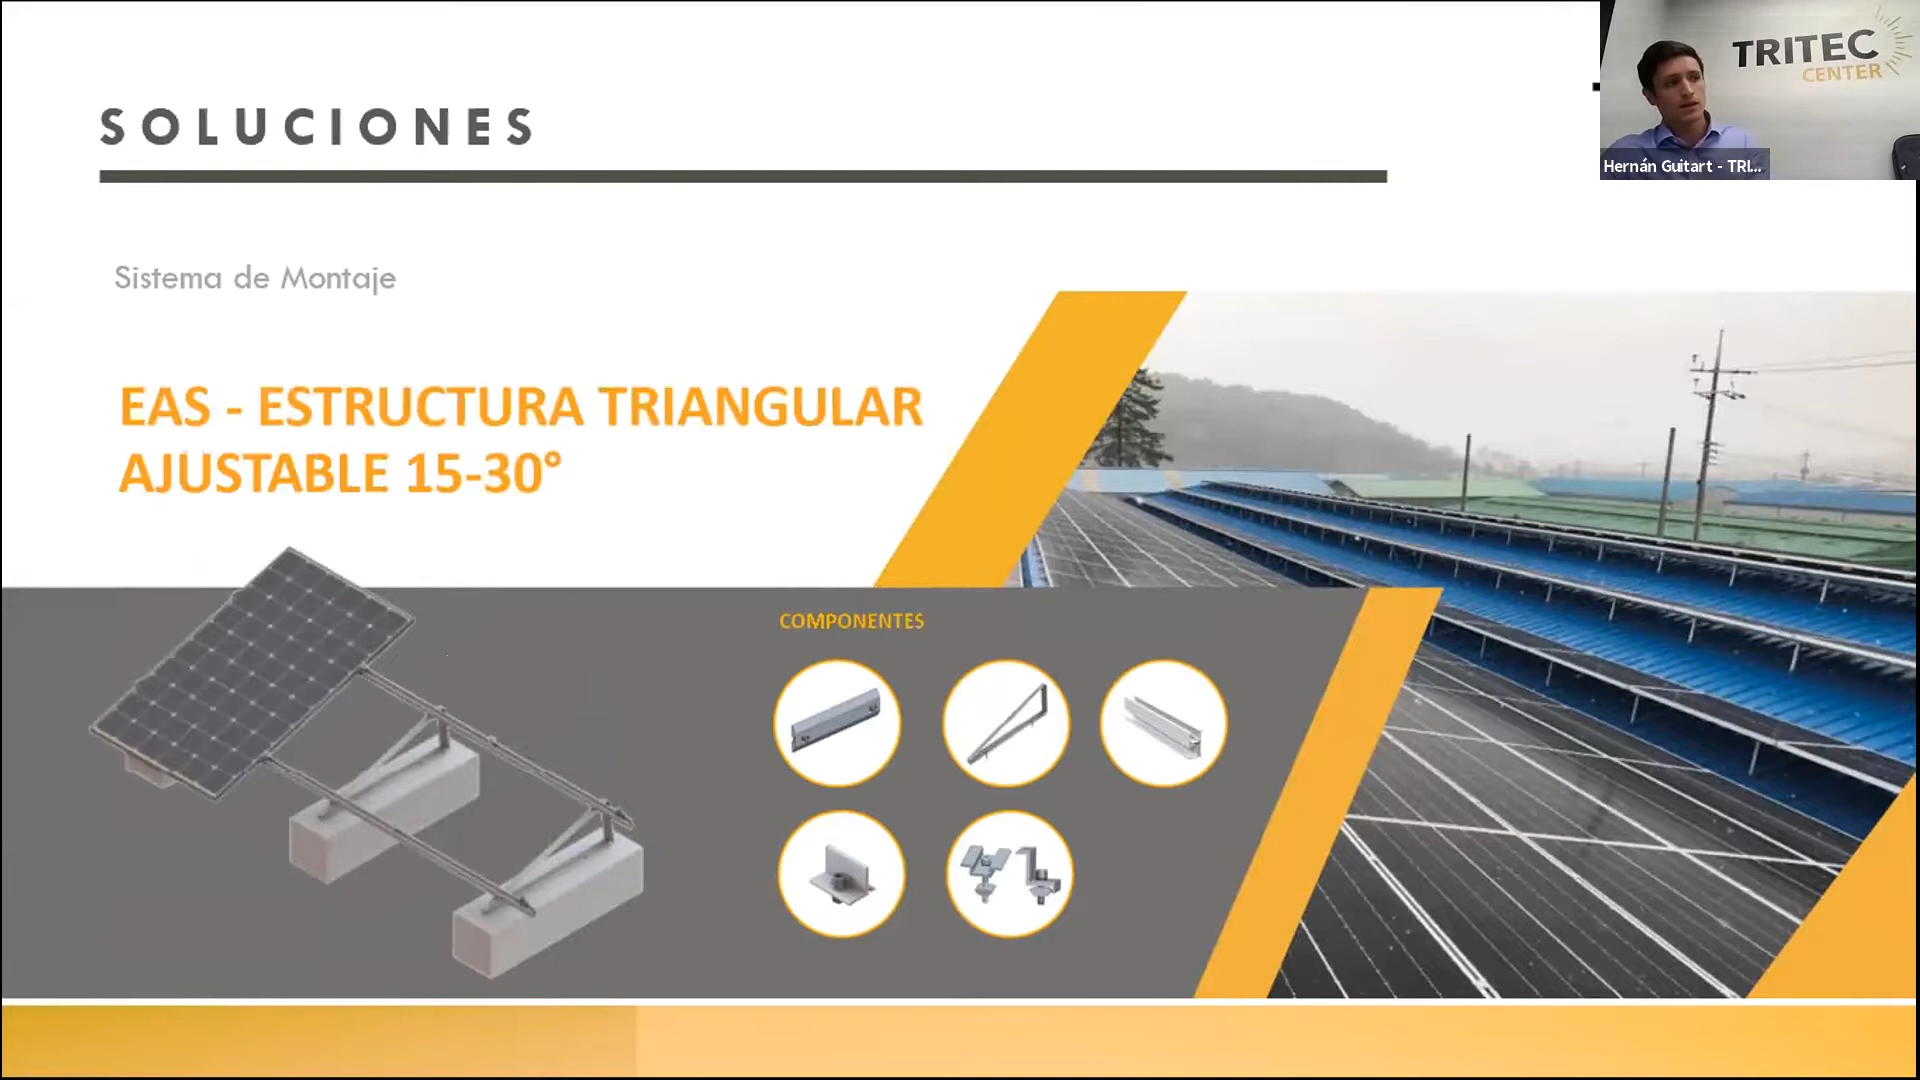 SOLUCIONES
TRITEC
CENTER
Hernán Guitart - TRI...
Sistema de Montaje
EAS - ESTRUCTURA TRIANGULAR
AJUSTABLE 15-30°
COMPONENTES